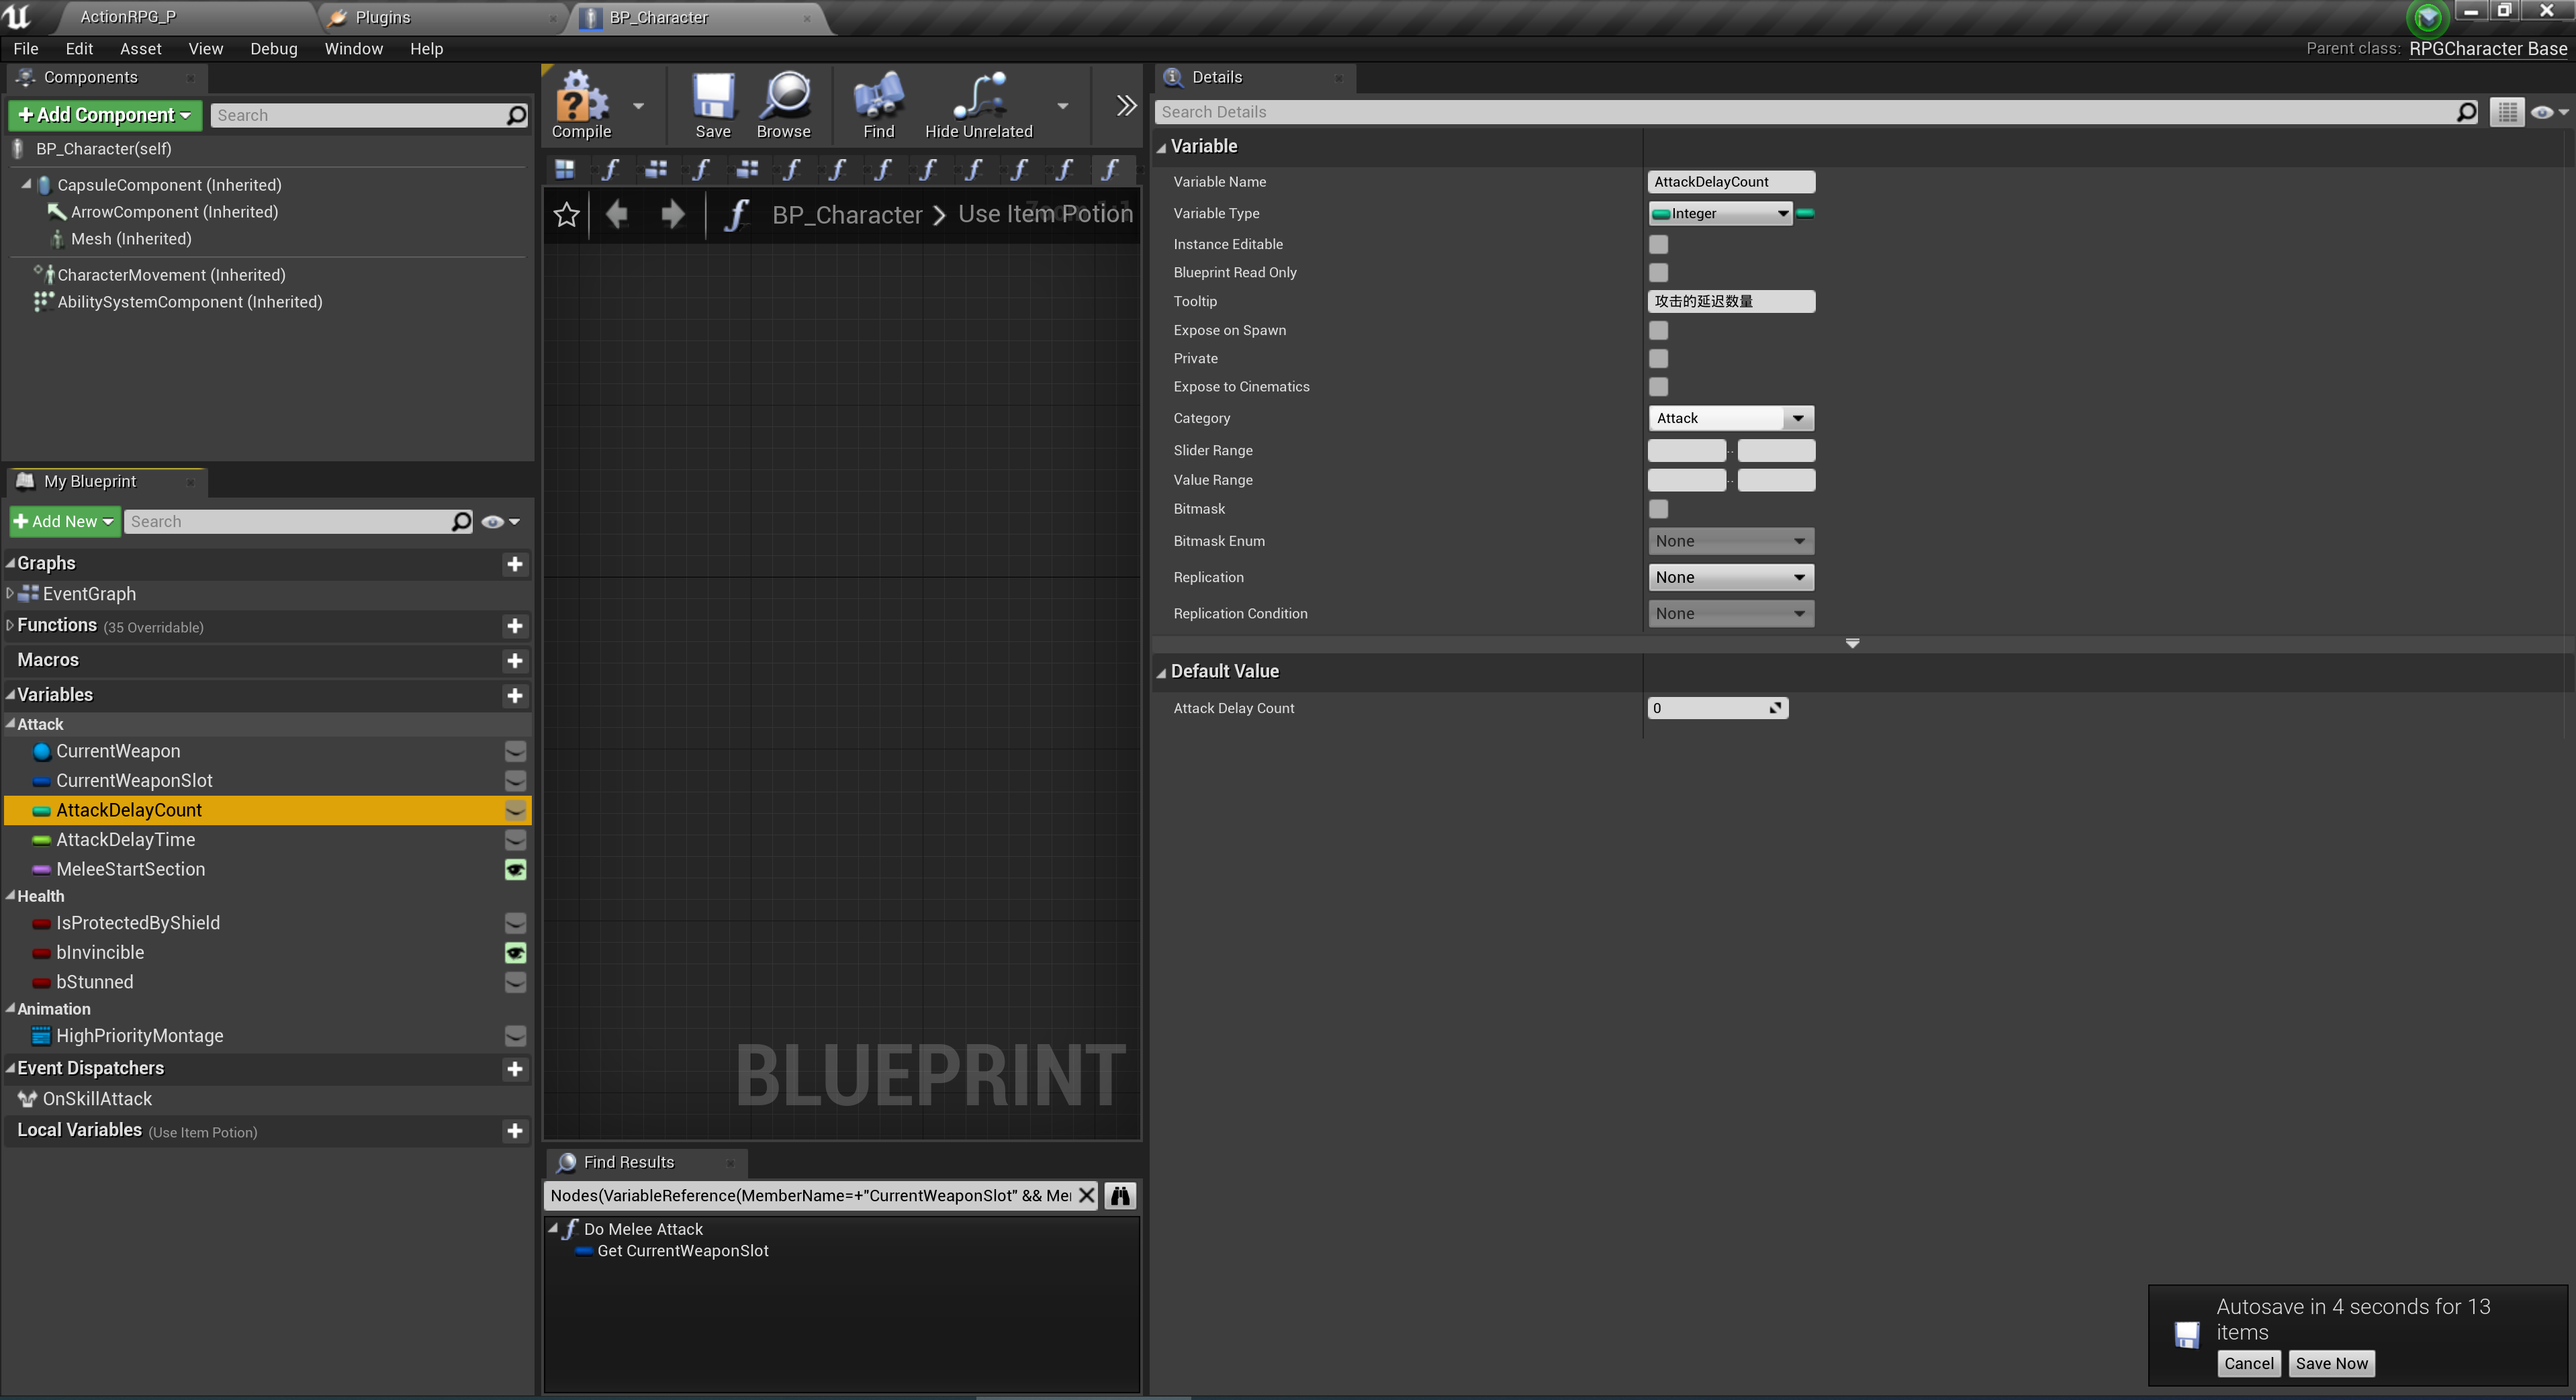 ActionRPG_P
Plugins
BP_Character
File Edit Asset View Debug Window Help
Parent class: RPGCharacter Base
Components
Add Component
Search
BP_Character(self)
CapsuleComponent (Inherited)
ArrowComponent (Inherited)
Mesh (Inherited)
CharacterMovement (Inherited)
AbilitySystemComponent (Inherited)
My Blueprint
Add New
Search
Graphs
EventGraph
Functions (35 Overridable)
Macros
Variables
Attack
CurrentWeapon
CurrentWeaponSlot
AttackDelayCount
AttackDelayTime
MeleeStartSection
Health
IsProtectedByShield
bInvincible
bStunned
Animation
HighPriorityMontage
Event Dispatchers
OnSkillAttack
Local Variables (Use Item Potion)
Compile
Save
Browse
Find
Hide Unrelated
BP_Character > Use Item Potion
BLUEPRINT
Find Results
Nodes(VariableReference(MemberName=+"CurrentWeaponSlot" &&
Do Melee Attack
Get CurrentWeaponSlot
Details
Search Details
Variable
Variable Name AttackDelayCount
Variable Type Integer
Instance Editable
Blueprint Read Only
Tooltip 攻击的延迟数量
Expose on Spawn
Private
Expose to Cinematics
Category Attack
Slider Range ..
Value Range ..
Bitmask
Bitmask Enum None
Replication None
Replication Condition None
Default Value
Attack Delay Count 0
Autosave in 4 seconds for 13
items
Cancel Save Now